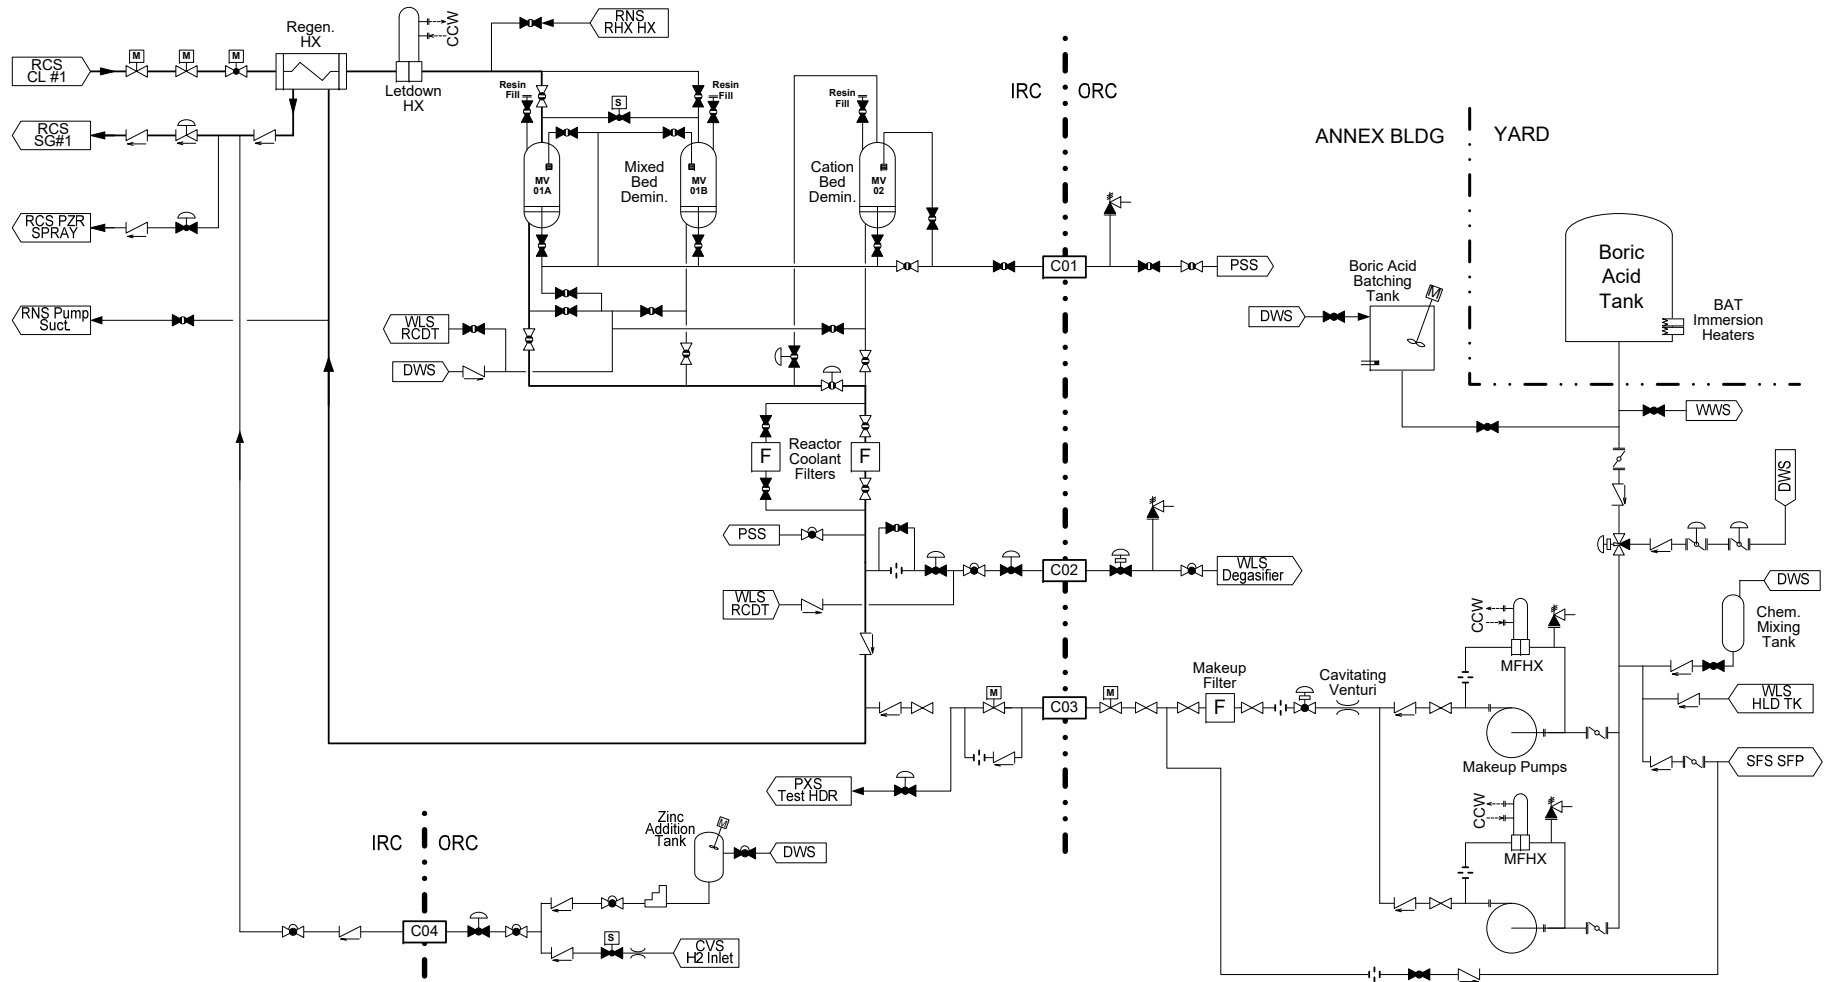 RNS
RHX HX
Regen.
HX
CCW
RCS
CL #1
M
M
M
Letdown
HX
Resin
Fill
Resin
Fill
Resin
Fill
IRC
ORC
S
RCS
SG#1
ANNEX BLDG
YARD
MV
01A
Mixed
Bed
Demin.
MV
01B
Cation
Bed
Demin.
MV
02
RCS PZR
SPRAY
C01
PSS
Boric Acid
Batching
Tank
M
Boric
Acid
Tank
BAT
Immersion
Heaters
DWS
RNS Pump
Suct.
WLS
RCDT
DWS
WWS
F
Reactor
Coolant
Filters
F
DWS
PSS
C02
WLS
Degasifier
WLS
RCDT
DWS
Chem.
Mixing
Tank
CCW
MFHX
Makeup
Filter
Cavitating
Venturi
M
C03
M
F
WLS
HLD TK
Makeup Pumps
SFS SFP
PXS
Test HDR
CCW
MFHX
Zinc
Addition
Tank
M
IRC
ORC
DWS
C04
S
CVS
H2 Inlet